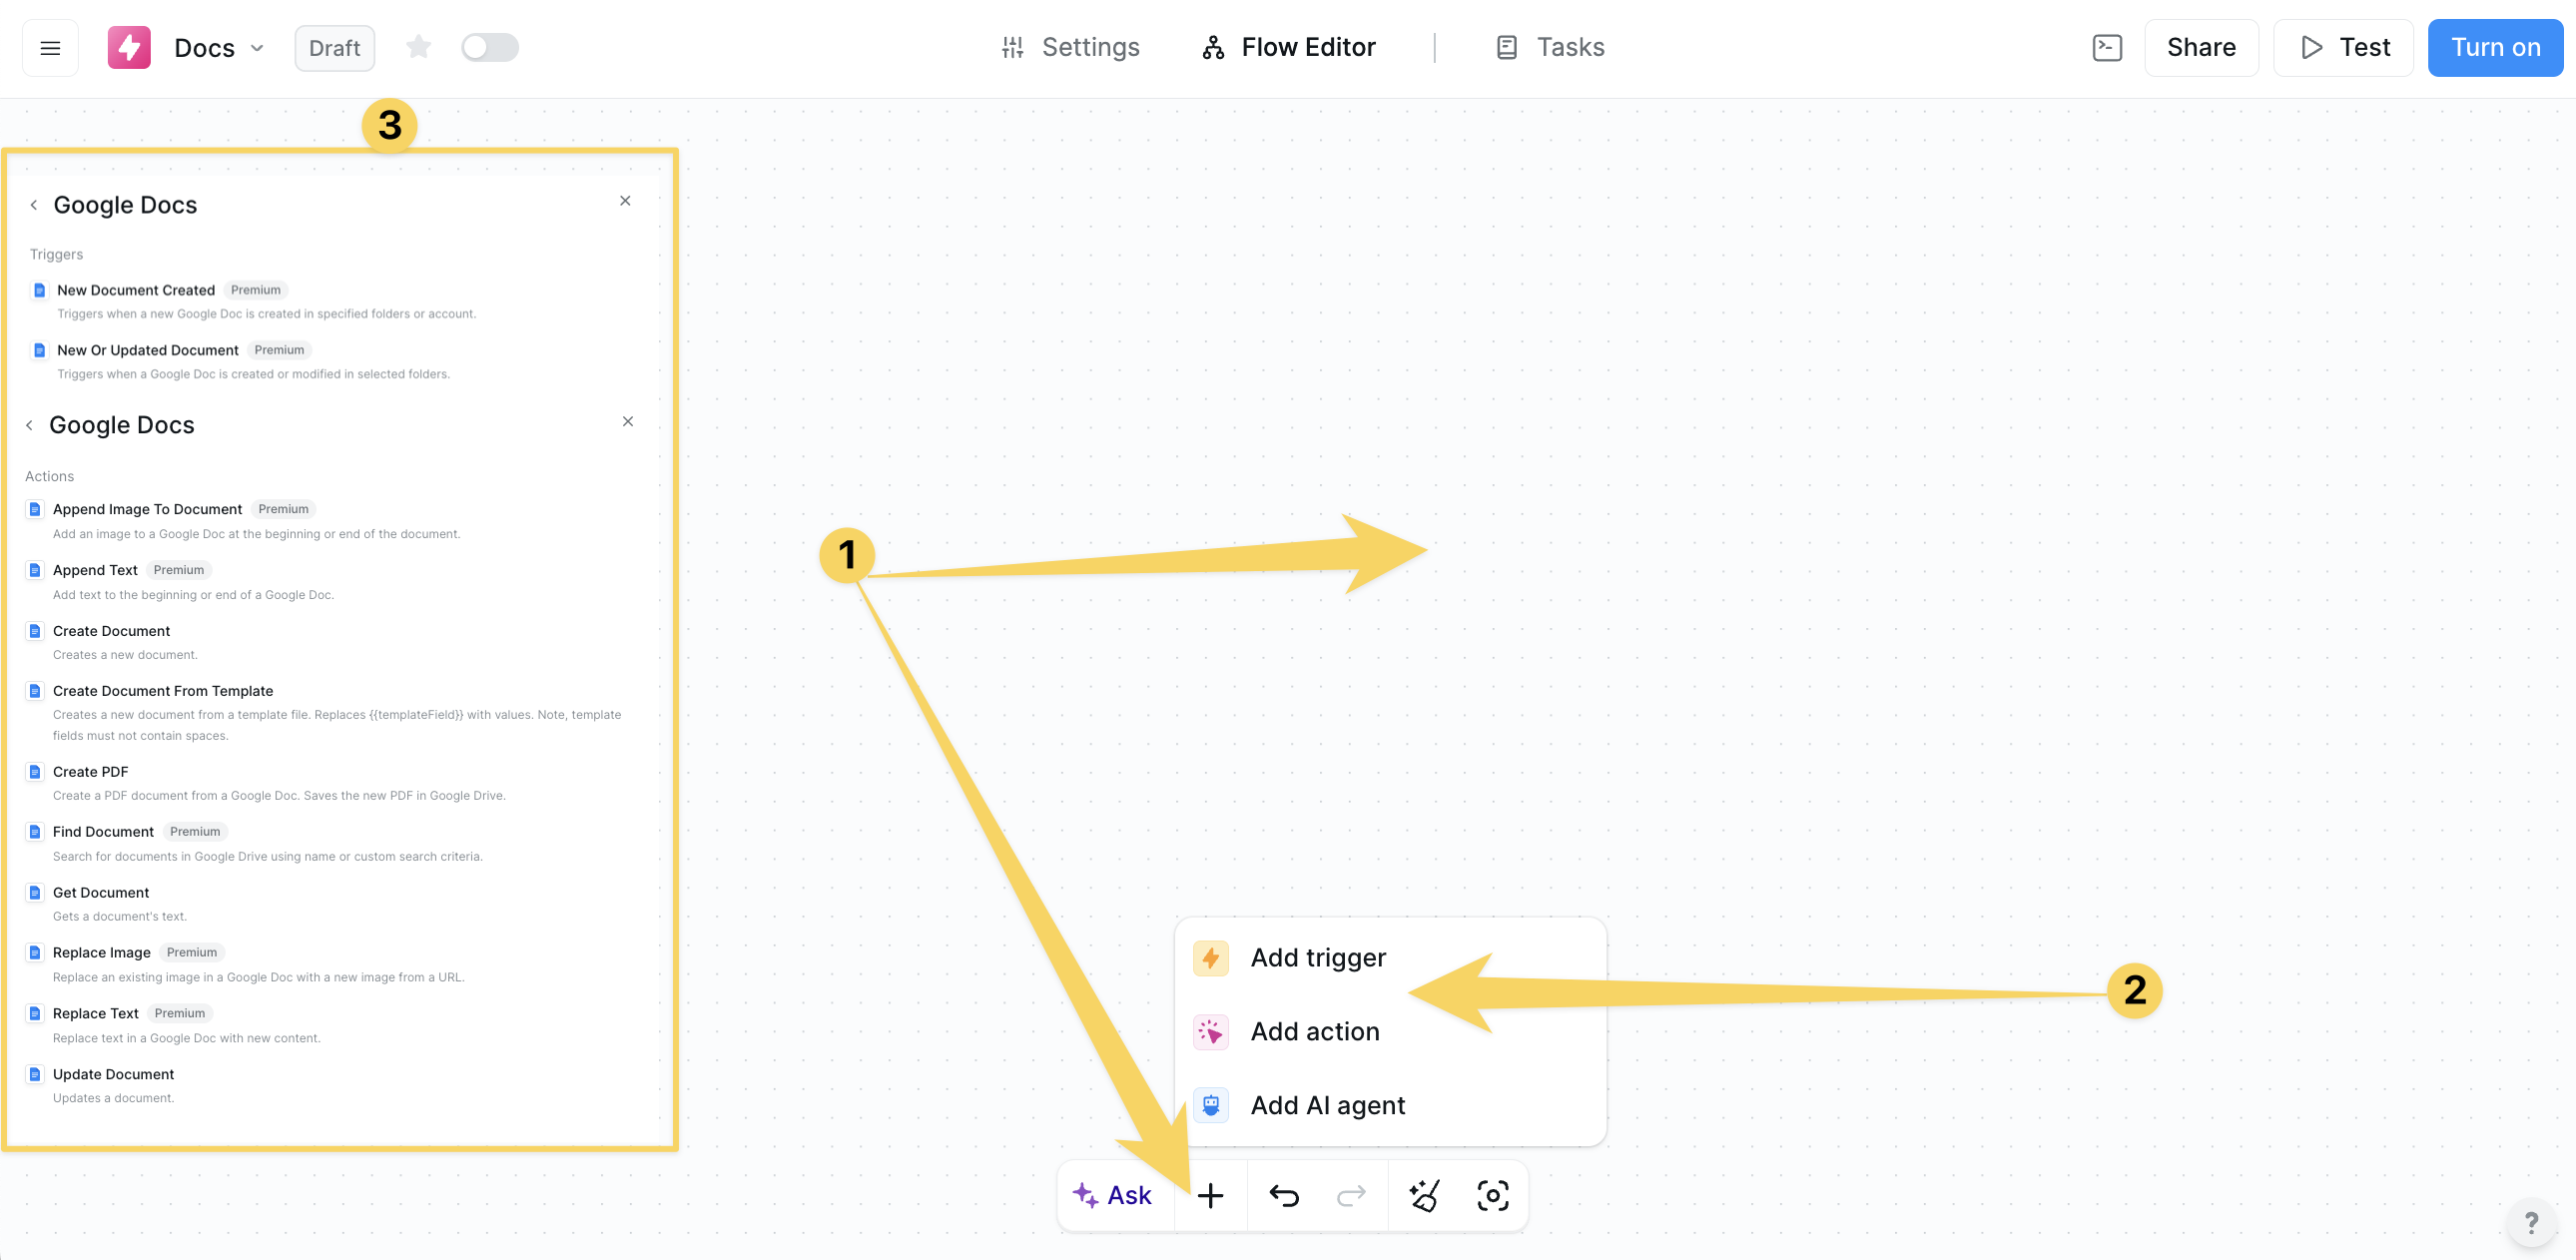 Docs
Draft
Settings
Flow Editor
Tasks
Share
Test
Turn on
3
Google Docs
Triggers
New Document Created Premium
Triggers when a new Google Doc is created in specified folders or account.
New Or Updated Document Premium
Triggers when a Google Doc is created or modified in selected folders.
Google Docs
Actions
Append Image To Document Premium
Add an image to a Google Doc at the beginning or end of the document.
Append Text Premium
Add text to the beginning or end of a Google Doc.
Create Document
Creates a new document.
Create Document From Template
Creates a new document from a template file. Replaces {{templateField}} with values. Note, template
fields must not contain spaces.
Create PDF
Create a PDF document from a Google Doc. Saves the new PDF in Google Drive.
Find Document Premium
Search for documents in Google Drive using name or custom search criteria.
Get Document
Gets a document's text.
Replace Image Premium
Replace an existing image in a Google Doc with a new image from a URL.
Replace Text Premium
Replace text in a Google Doc with new content.
Update Document
Updates a document.
1
2
Add trigger
Add action
Add AI agent
Ask
?